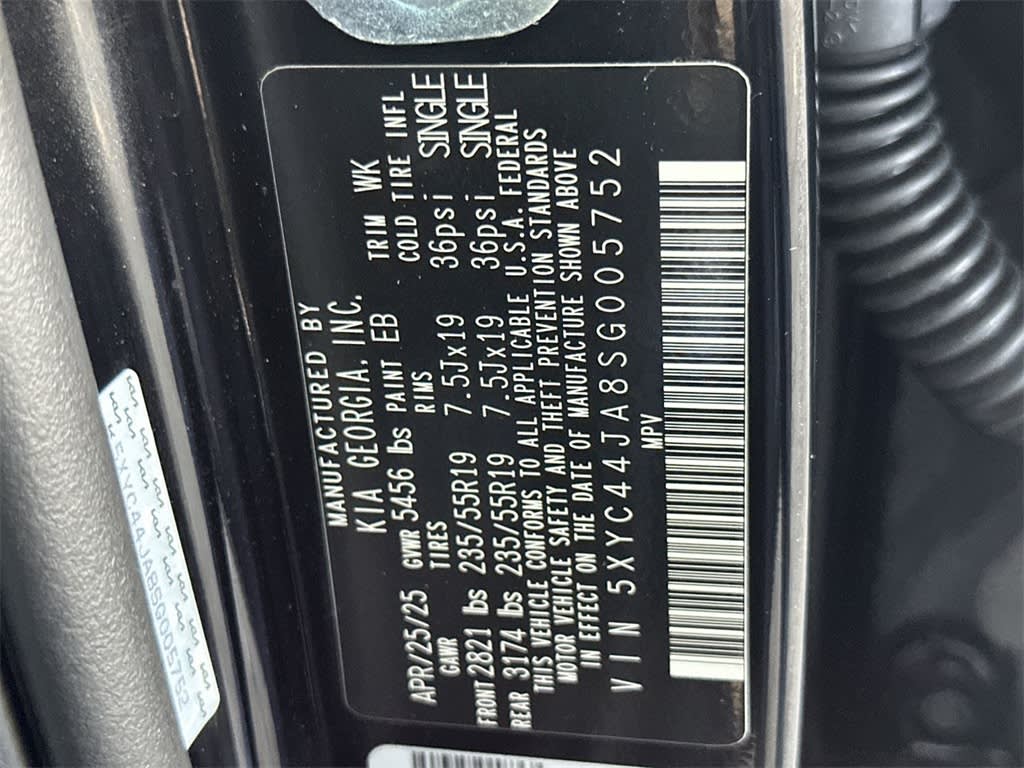 MANUFACTURED BY
KIA GEORGIA, INC.
APR/25/25 GVWR 5456 lbs PAINT EB TRIM WK
GAWR TIRES RIMS COLD TIRE INFL
FRONT 2821 lbs 235/55R19 7.5Jx19 36psi SINGLE
REAR 3174 lbs 235/55R19 7.5Jx19 36psi SINGLE
THIS VEHICLE CONFORMS TO ALL APPLICABLE U.S.A. FEDERAL
MOTOR VEHICLE SAFETY AND THEFT PREVENTION STANDARDS
IN EFFECT ON THE DATE OF MANUFACTURE SHOWN ABOVE
VIN 5XYC44JA8SG005752
MPV
5XYC44JA8SG005752